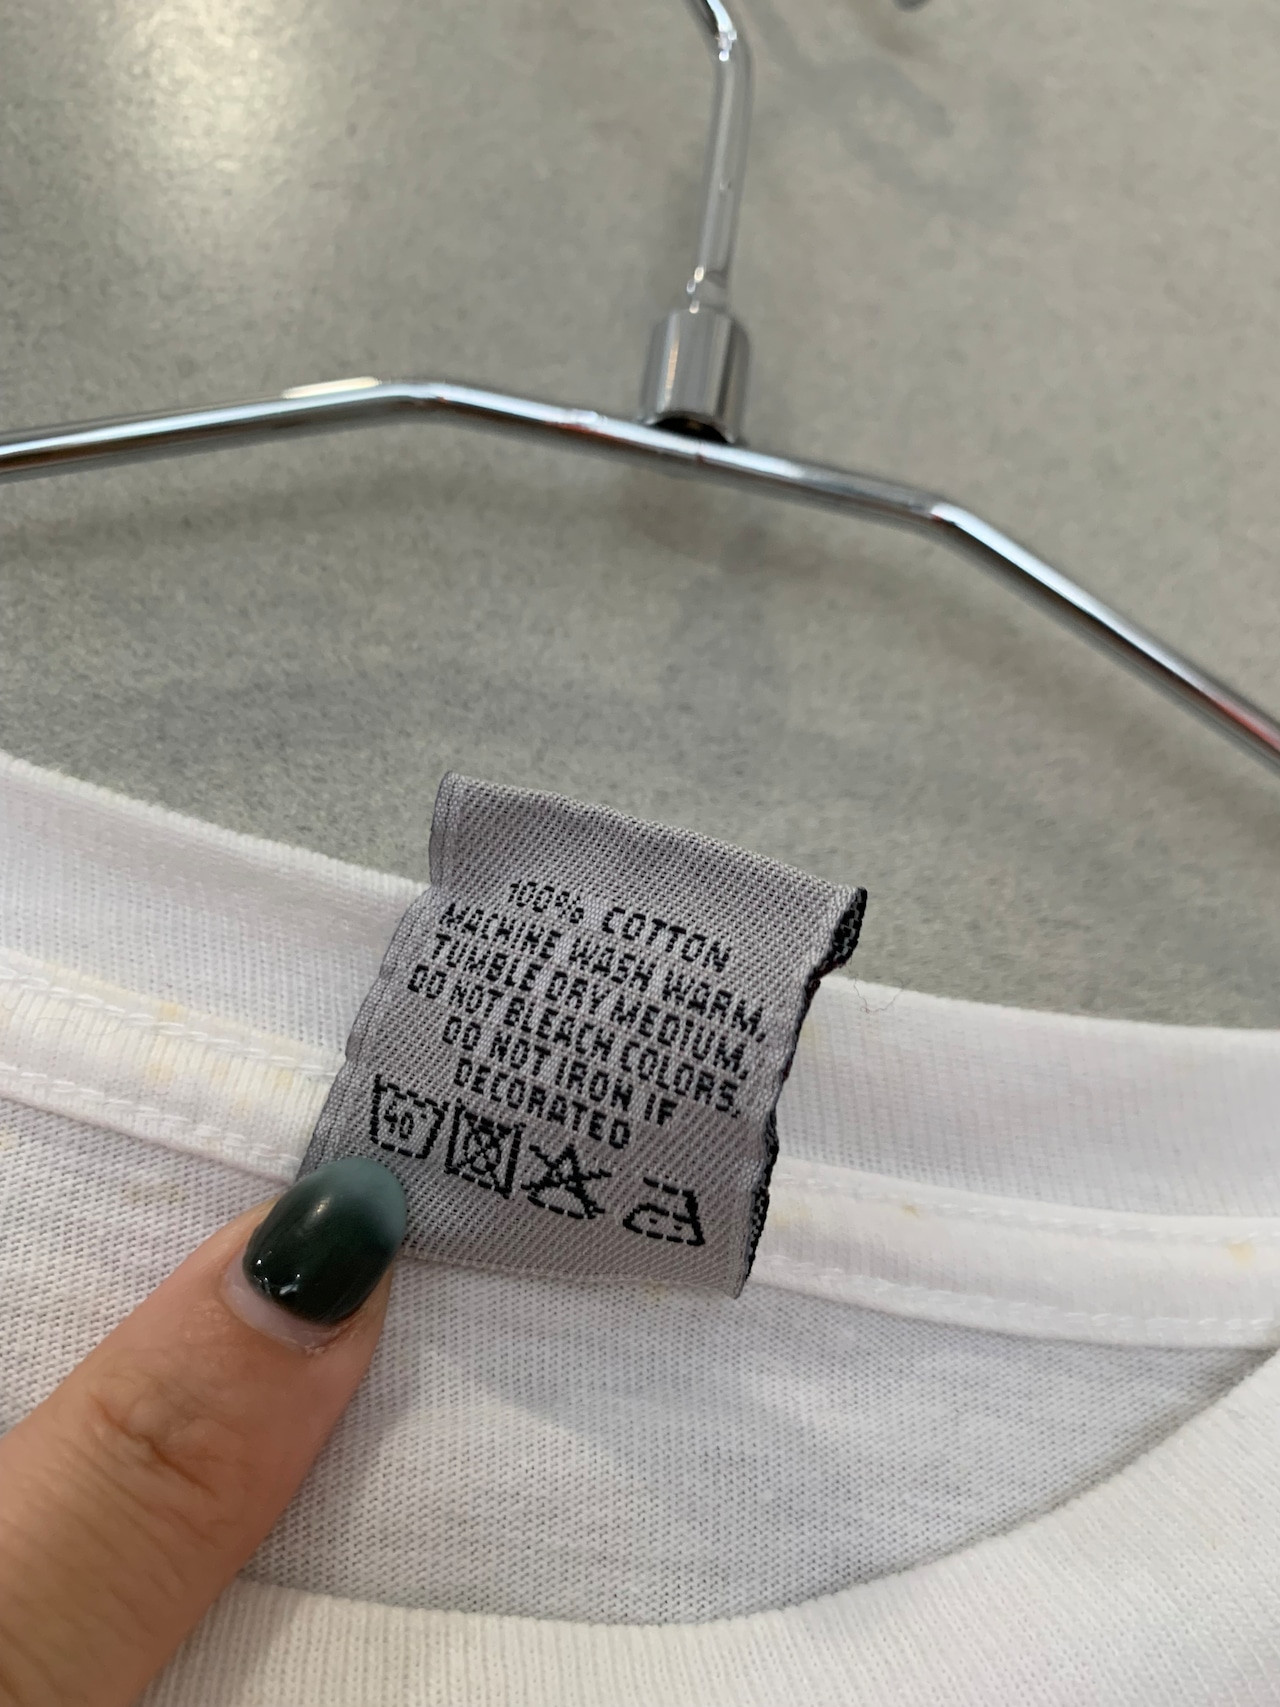 100% COTTON
MACHINE WASH WARM,
TUMBLE DRY MEDIUM,
DO NOT BLEACH COLORS,
DO NOT IRON IF
DECORATED
40